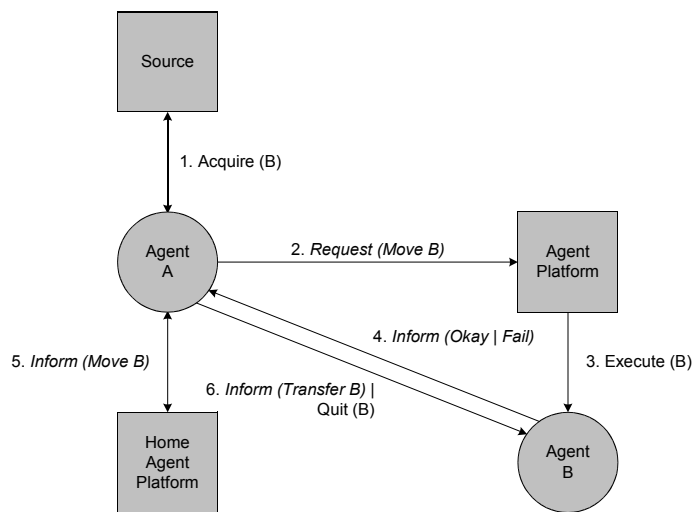 Source
1. Acquire (B)
Agent
A
2. Request (Move B)
Agent
Platform
4. Inform (Okay | Fail)
3. Execute (B)
5. Inform (Move B)
6. Inform (Transfer B) |
Quit (B)
Home
Agent
Platform
Agent
B